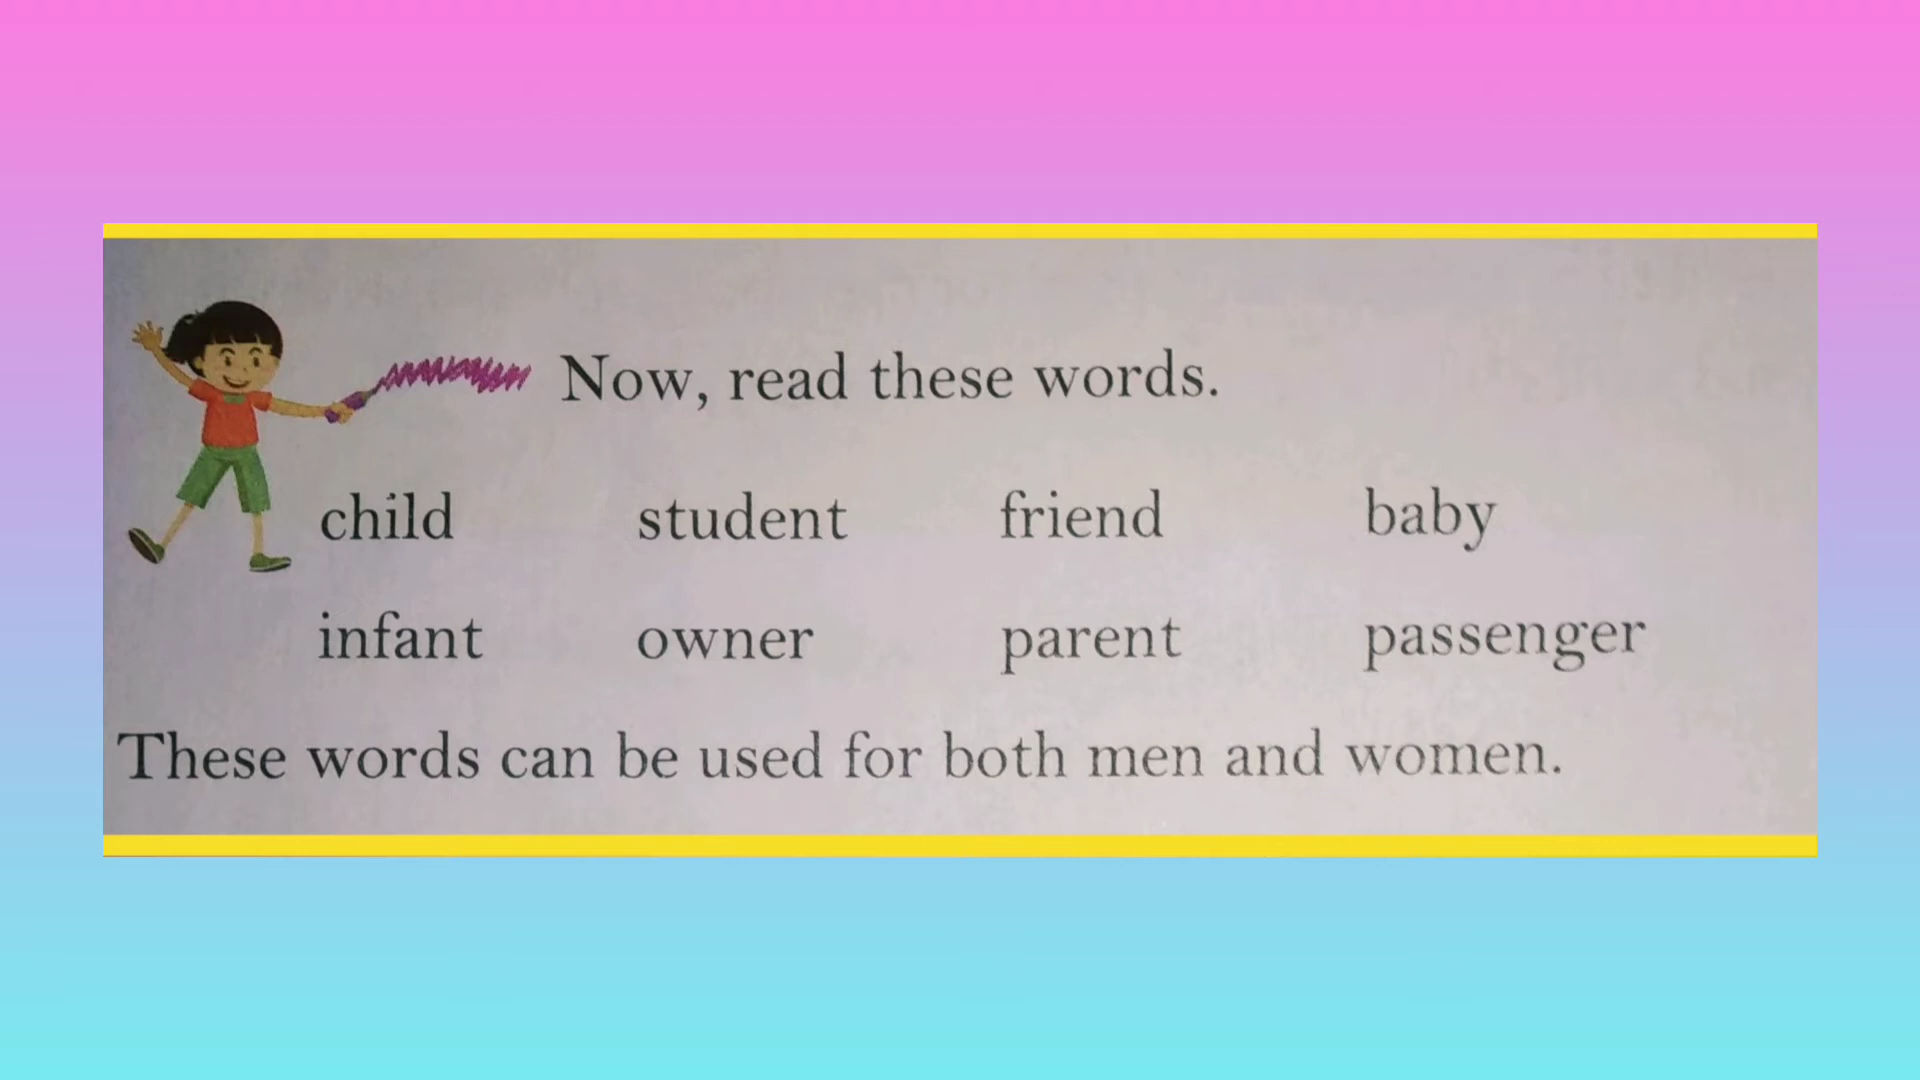 Now, read these words.
child student friend baby
infant owner parent passenger
These words can be used for both men and women.